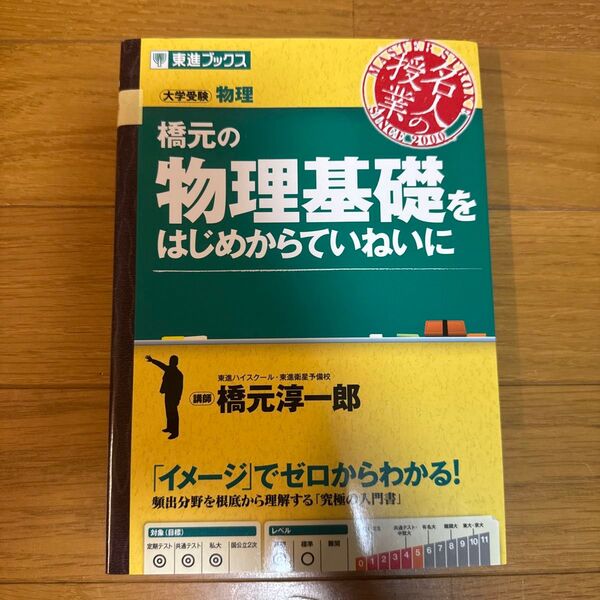 東進ブックス
MASTER'S LESSON
名人の授業
SINCE 2000
大学受験 物理
橋元の
物理基礎を
はじめからていねいに
東進ハイスクール・東進衛星予備校
講師 橋元淳一郎
「イメージ」でゼロからわかる!
頻出分野を根底から理解する「究極の入門書」
対象(目標)
定期テスト 共通テスト 私大 国公立2次
◎ ◎ ◎
レベル
標準 難関
○
共通テスト・中堅大 有名大 難関大 東大・京大
0 1 2 3 4 5 6 7 8 9 10 11